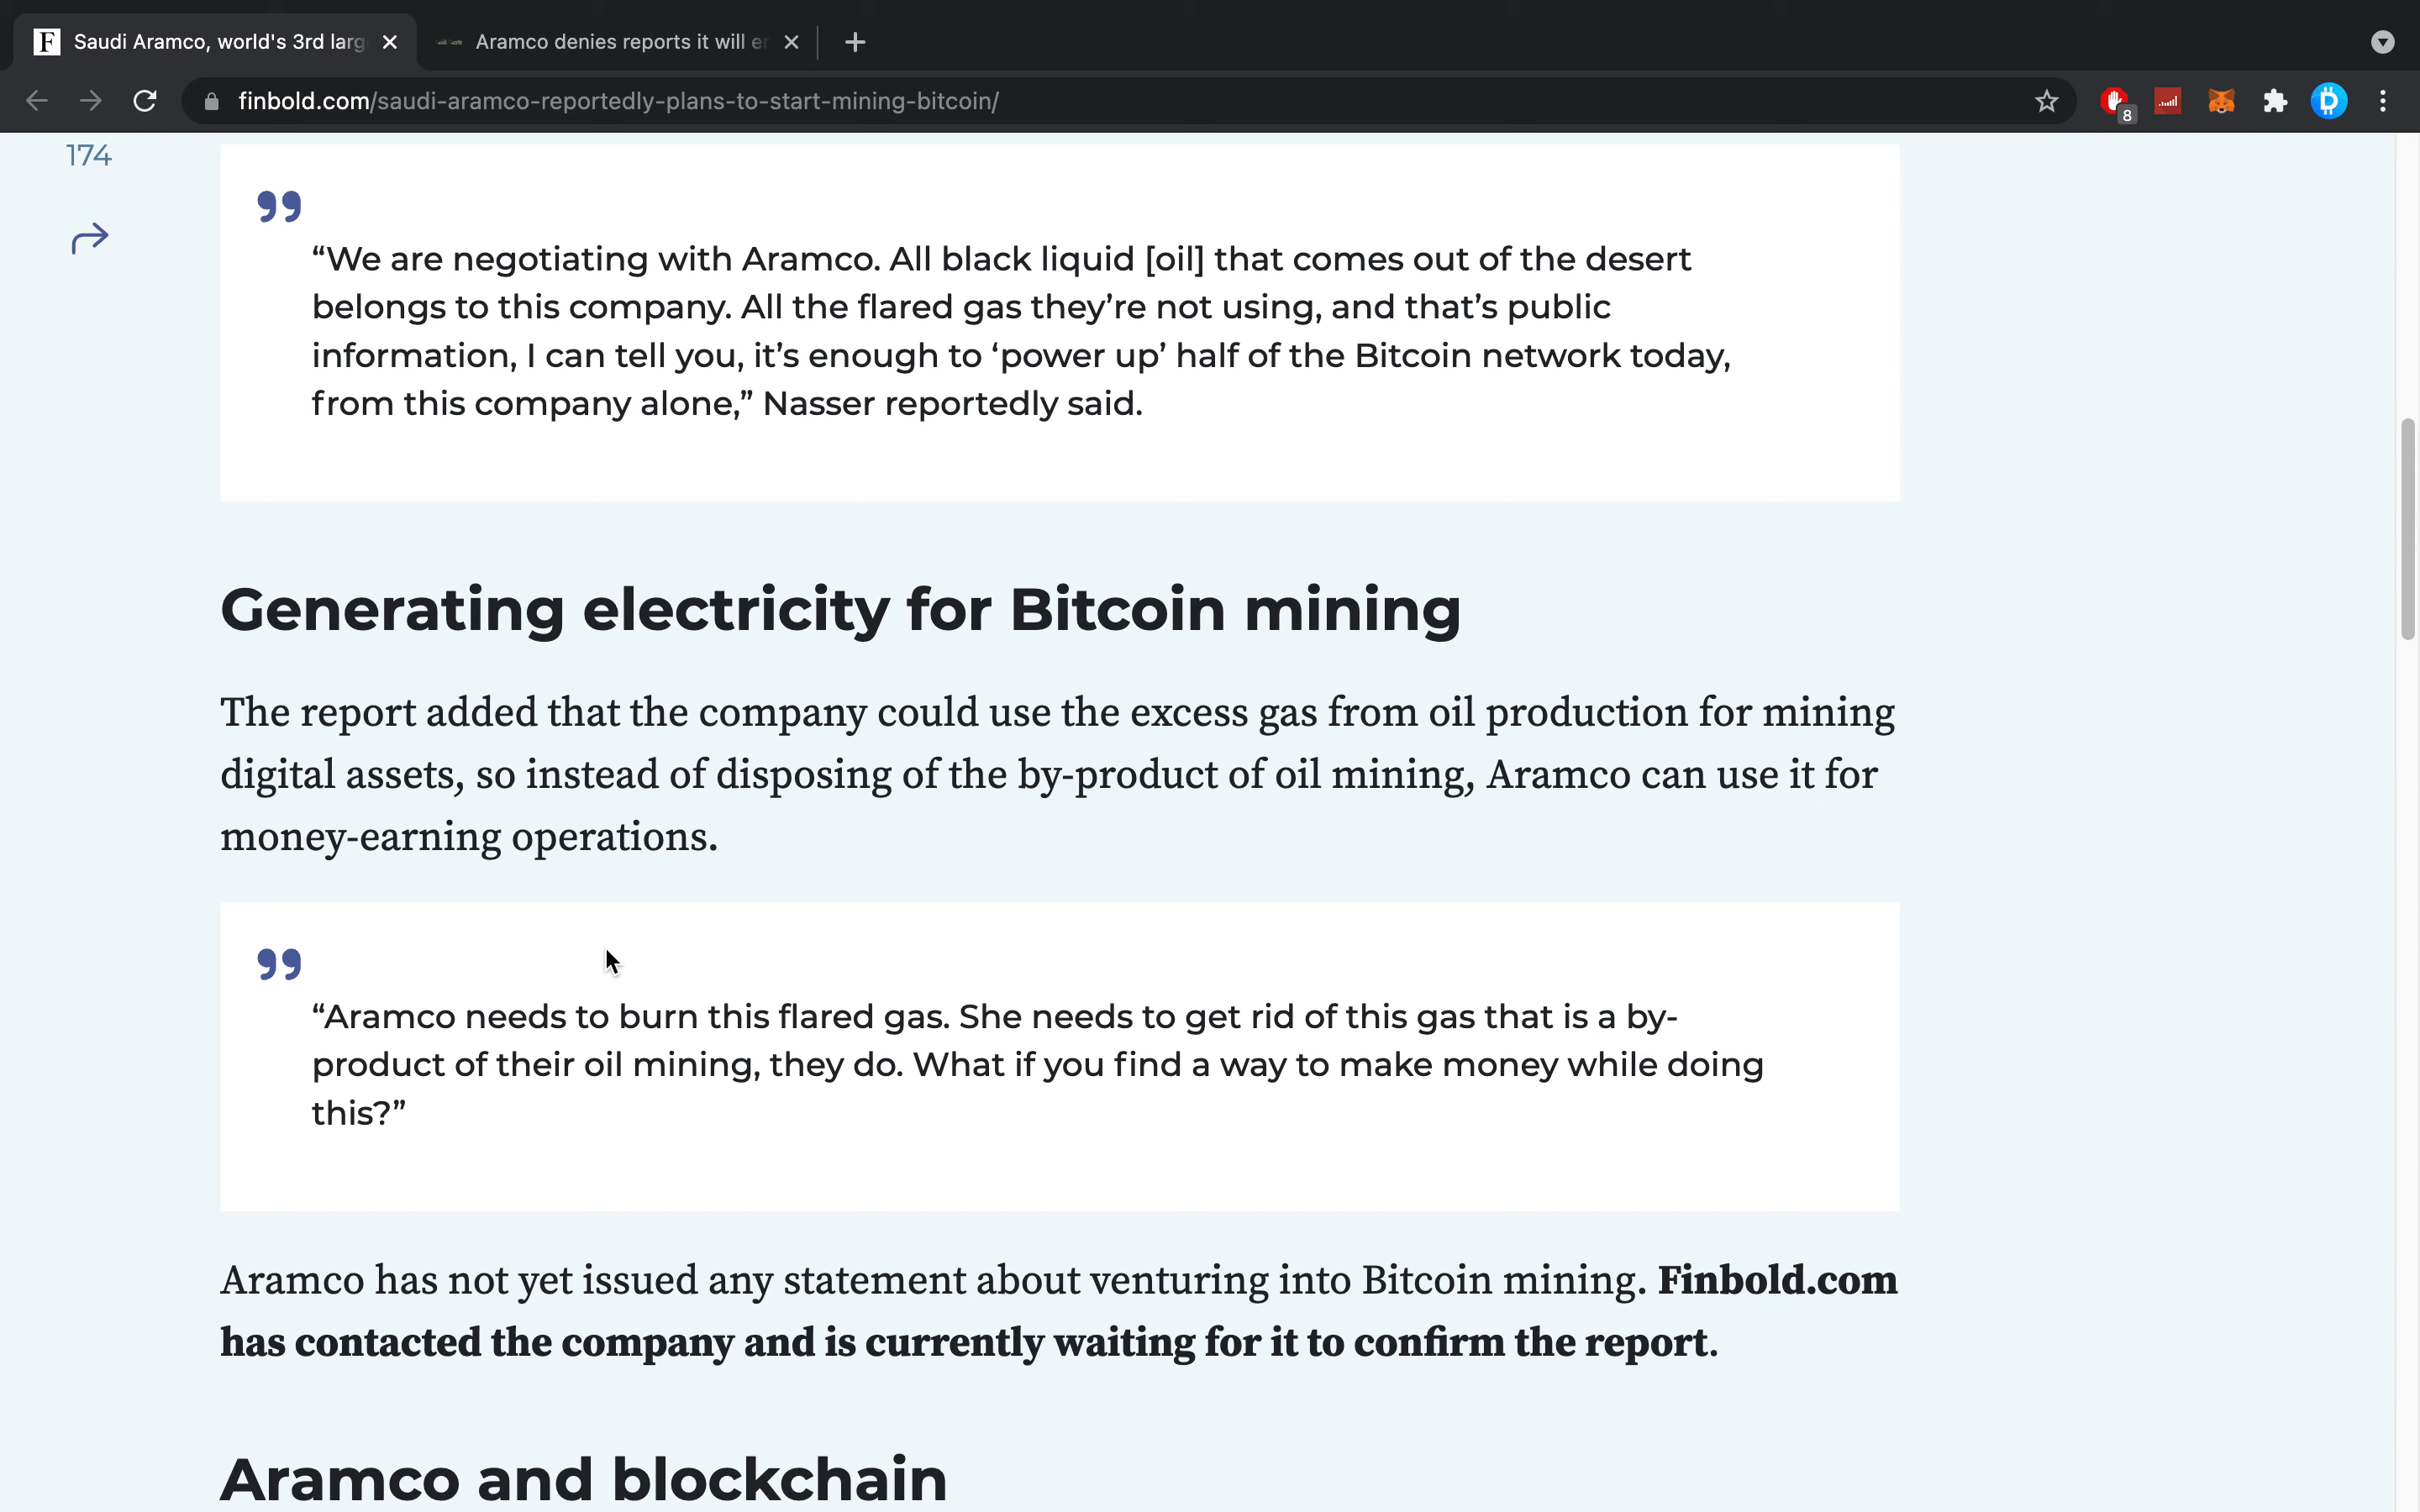 F Saudi Aramco, world's 3rd larg
Aramco denies reports it will er
finbold.com/saudi-aramco-reportedly-plans-to-start-mining-bitcoin/
8
174
“We are negotiating with Aramco. All black liquid [oil] that comes out of the desert
belongs to this company. All the flared gas they’re not using, and that’s public
information, I can tell you, it’s enough to ‘power up’ half of the Bitcoin network today,
from this company alone,” Nasser reportedly said.
Generating electricity for Bitcoin mining
The report added that the company could use the excess gas from oil production for mining
digital assets, so instead of disposing of the by-product of oil mining, Aramco can use it for
money-earning operations.
“Aramco needs to burn this flared gas. She needs to get rid of this gas that is a by-
product of their oil mining, they do. What if you find a way to make money while doing
this?”
Aramco has not yet issued any statement about venturing into Bitcoin mining. Finbold.com
has contacted the company and is currently waiting for it to confirm the report.
Aramco and blockchain